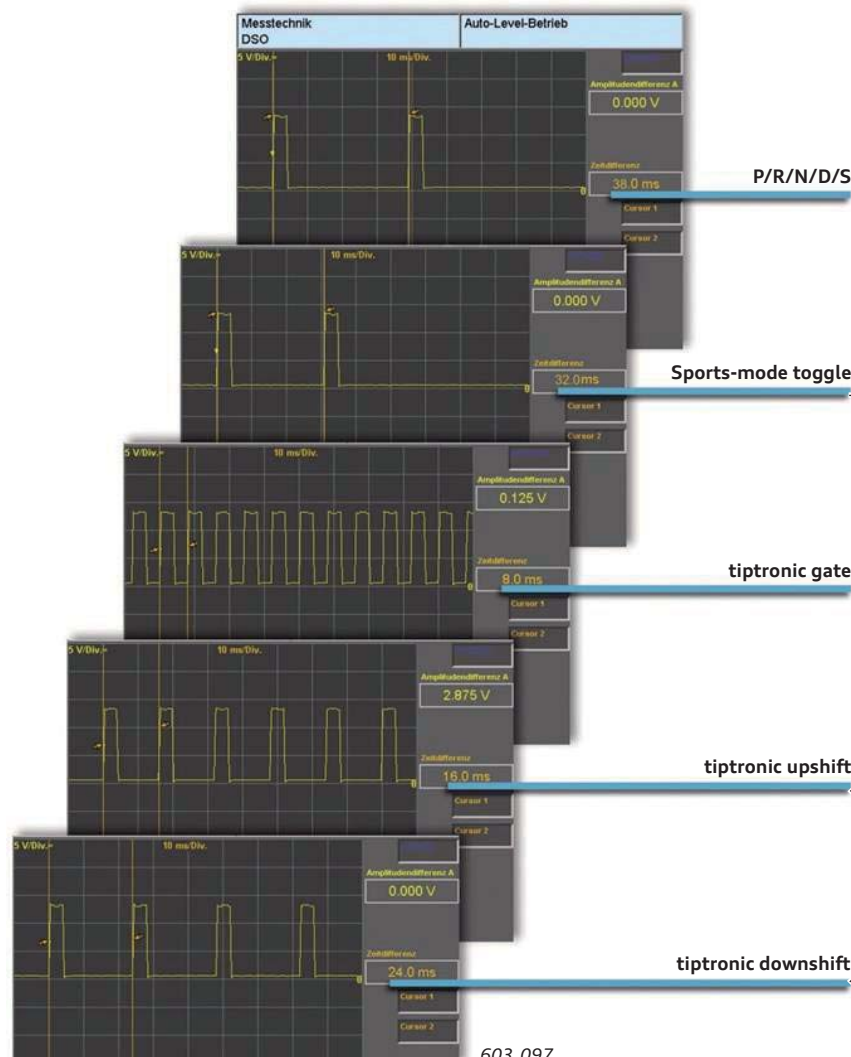 Messtechnik
DSO
Auto-Level-Betrieb
5 V/Div.=
10 ms/Div.
Amplitudendifferenz A
0.000 V
Zeitdifferenz
38.0 ms
Cursor 1
Cursor 2
P/R/N/D/S
5 V/Div.=
10 ms/Div.
Amplitudendifferenz A
0.000 V
Zeitdifferenz
32.0ms
Cursor 1
Cursor 2
Sports-mode toggle
5 V/Div.=
10 ms/Div.
Amplitudendifferenz A
0.125 V
Zeitdifferenz
8.0 ms
Cursor 1
Cursor 2
tiptronic gate
5 V/Div.=
10 ms/Div.
Amplitudendifferenz A
2.875 V
Zeitdifferenz
16.0 ms
Cursor 1
Cursor 2
tiptronic upshift
5 V/Div.=
10 ms/Div.
Amplitudendifferenz A
0.000 V
Zeitdifferenz
24.0 ms
Cursor 1
Cursor 2
tiptronic downshift
603_097